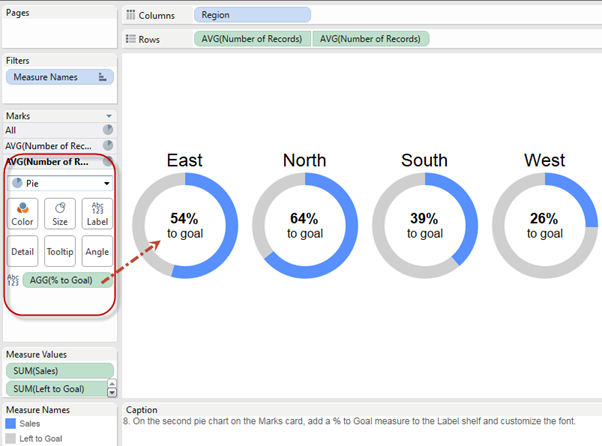 Pages
Columns
Region
Rows
AVG(Number of Records)
AVG(Number of Records)
Filters
Measure Names
Marks
All
AVG(Number of Rec...
AVG(Number of R...
Pie
Color
Size
Abc
123
Label
Detail
Tooltip
Angle
Abc
123
AGG(% to Goal)
East
North
South
West
54%
to goal
64%
to goal
39%
to goal
26%
to goal
Measure Values
SUM(Sales)
SUM(Left to Goal)
Measure Names
Sales
Left to Goal
Caption
8. On the second pie chart on the Marks card, add a % to Goal measure to the Label shelf and customize the font.